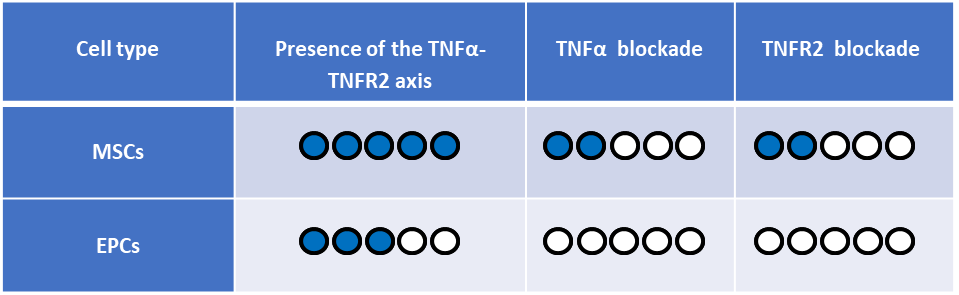 Cell type
Presence of the TNFα-
TNFR2 axis
TNFα blockade
TNFR2 blockade
MSCs
EPCs